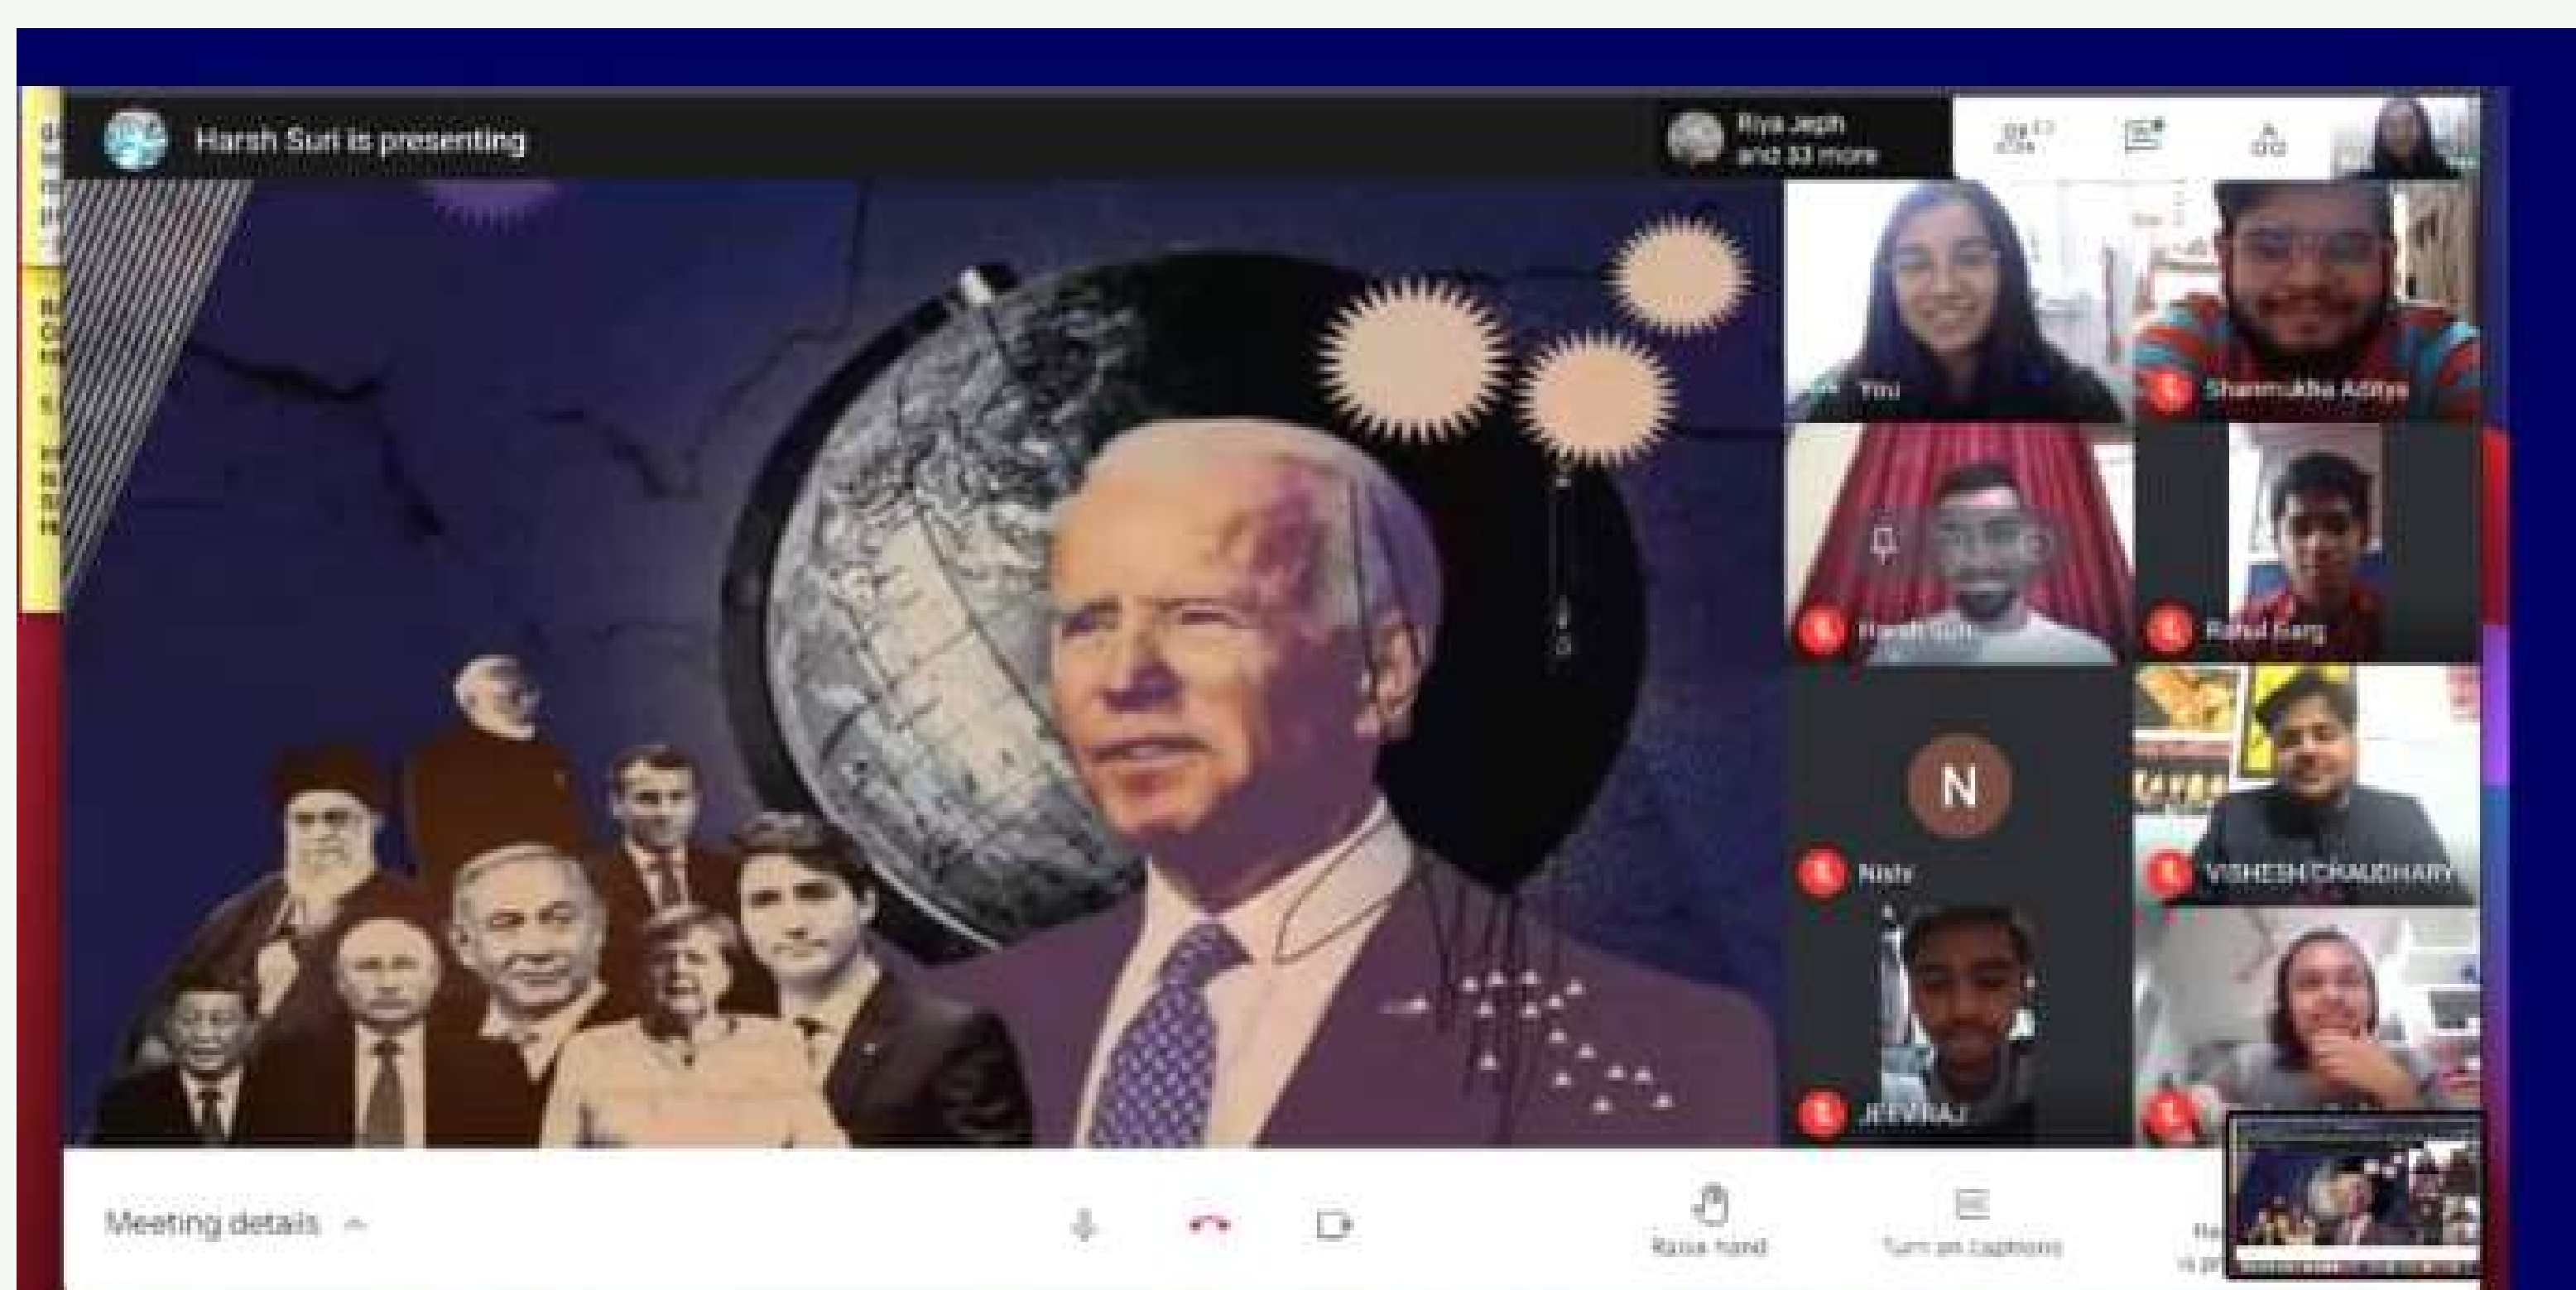 Harsh Suri is presenting
Riya Jeph
and 33 more
You
Shanmukha Aditya
Harsh Suri
Rahul Garg
N
VISHESH CHAUDHARY
JEEVRAJ
Meeting details
Raise hand
Turn on captions